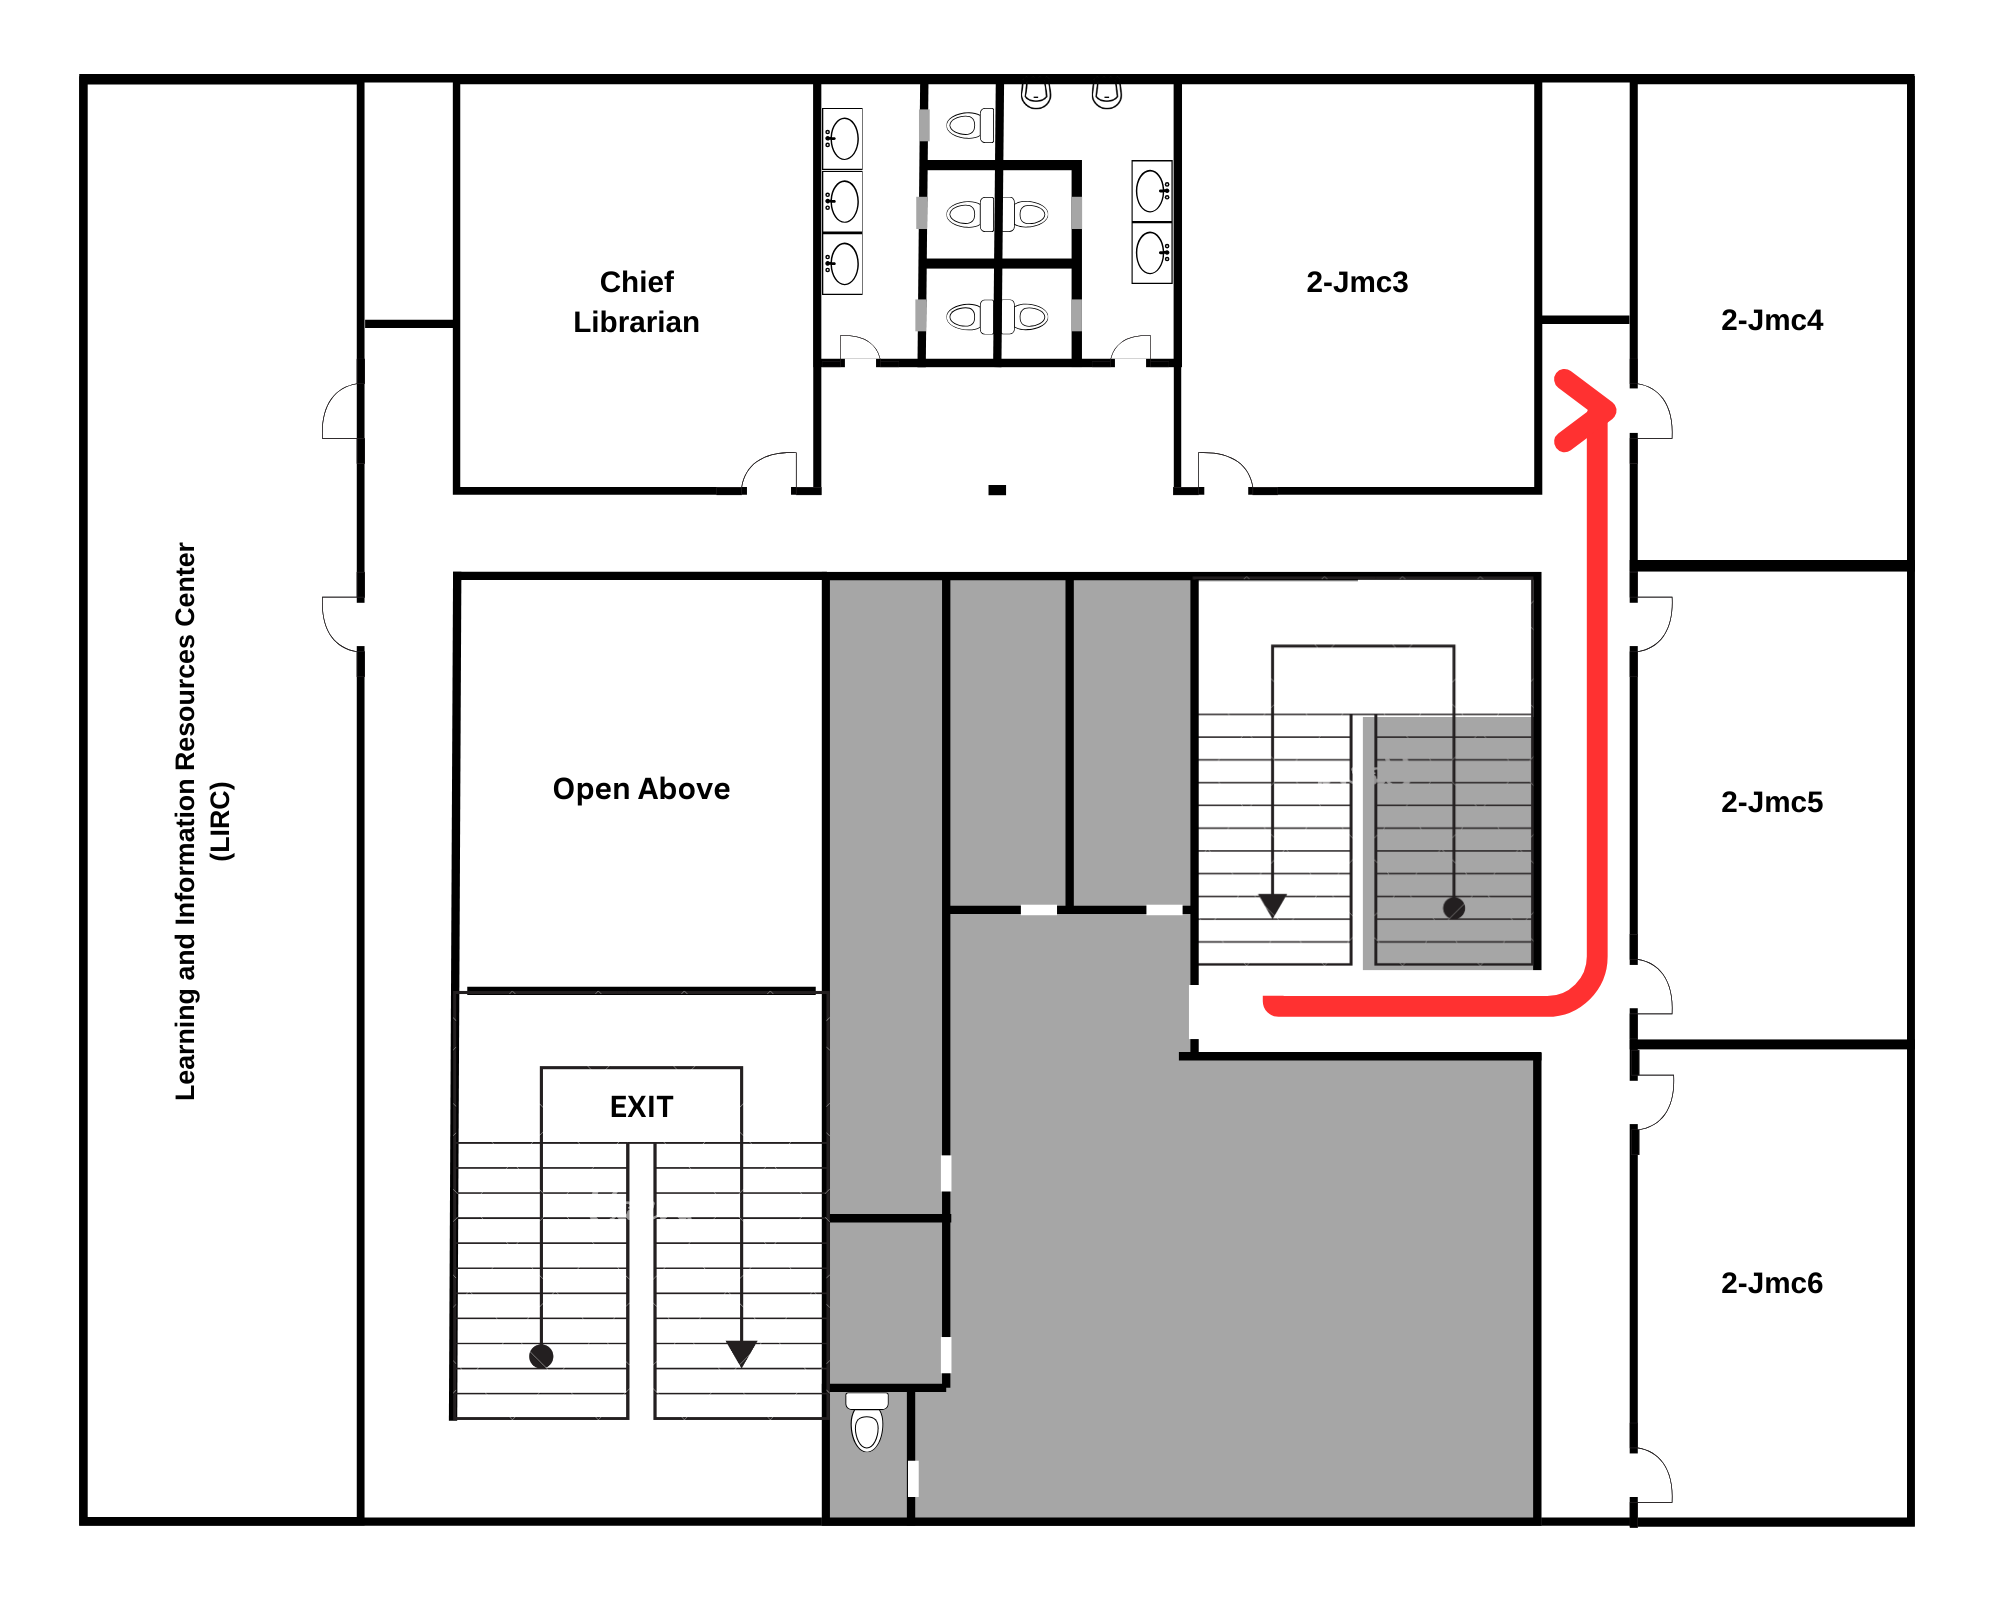 Chief
Librarian
2-Jmc3
2-Jmc4
Learning and Information Resources Center
(LIRC)
Open Above
2-Jmc5
EXIT
2-Jmc6